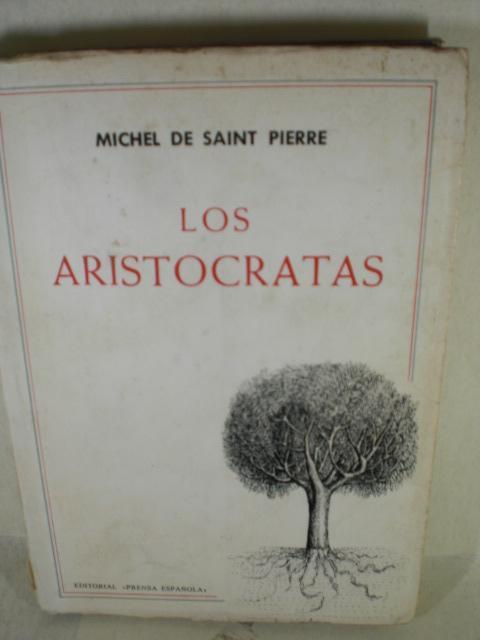 MICHEL DE SAINT PIERRE
LOS
ARISTOCRATAS
EDITORIAL «PRENSA ESPAÑOLA»